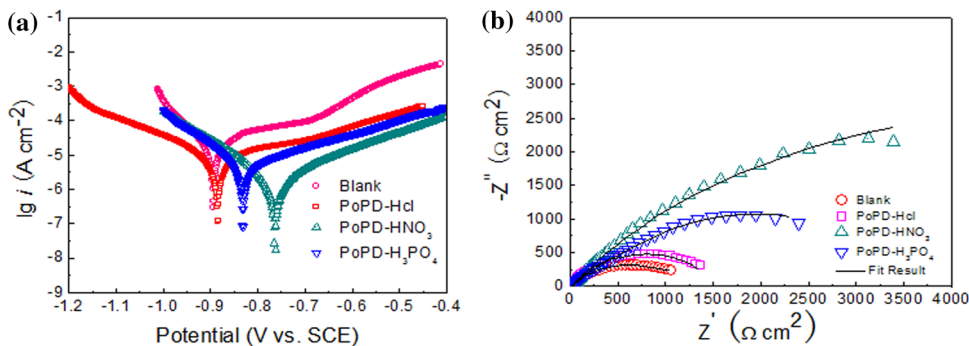 (a)
lg i (A cm⁻²)
-1
-2
-3
-4
-5
-6
-7
-8
-9
Blank
PoPD-Hcl
PoPD-HNO₃
PoPD-H₃PO₄
-1.2 -1.0 -0.9 -0.8 -0.7 -0.6 -0.5 -0.4
Potential (V vs. SCE)
(b)
-Z'' (Ω cm²)
4000
3500
3000
2500
2000
1500
1000
500
0
Blank
PoPD-Hcl
PoPD-HNO₃
PoPD-H₃PO₄
Fit Result
0 500 1000 1500 2000 2500 3000 3500 4000
Z' (Ω cm²)